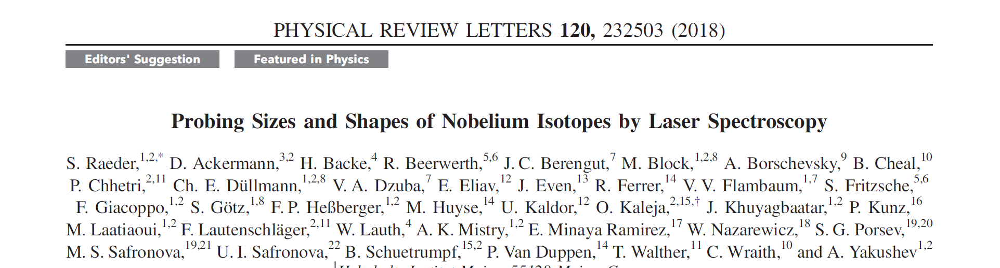 PHYSICAL REVIEW LETTERS 120, 232503 (2018)
Editors' Suggestion
Featured in Physics
Probing Sizes and Shapes of Nobelium Isotopes by Laser Spectroscopy
S. Raeder,1,2,* D. Ackermann,3,2 H. Backe,4 R. Beerwerth,5,6 J. C. Berengut,7 M. Block,1,2,8 A. Borschevsky,9 B. Cheal,10
P. Chhetri,2,11 Ch. E. Düllmann,1,2,8 V. A. Dzuba,7 E. Eliav,12 J. Even,13 R. Ferrer,14 V. V. Flambaum,1,7 S. Fritzsche,5,6
F. Giacoppo,1,2 S. Götz,1,8 F. P. Heßberger,1,2 M. Huyse,14 U. Kaldor,12 O. Kaleja,2,15,† J. Khuyagbaatar,1,2 P. Kunz,16
M. Laatiaoui,1,2 F. Lautenschläger,2,11 W. Lauth,4 A. K. Mistry,1,2 E. Minaya Ramirez,17 W. Nazarewicz,18 S. G. Porsev,19,20
M. S. Safronova,19,21 U. I. Safronova,22 B. Schuetrumpf,15,2 P. Van Duppen,14 T. Walther,11 C. Wraith,10 and A. Yakushev1,2